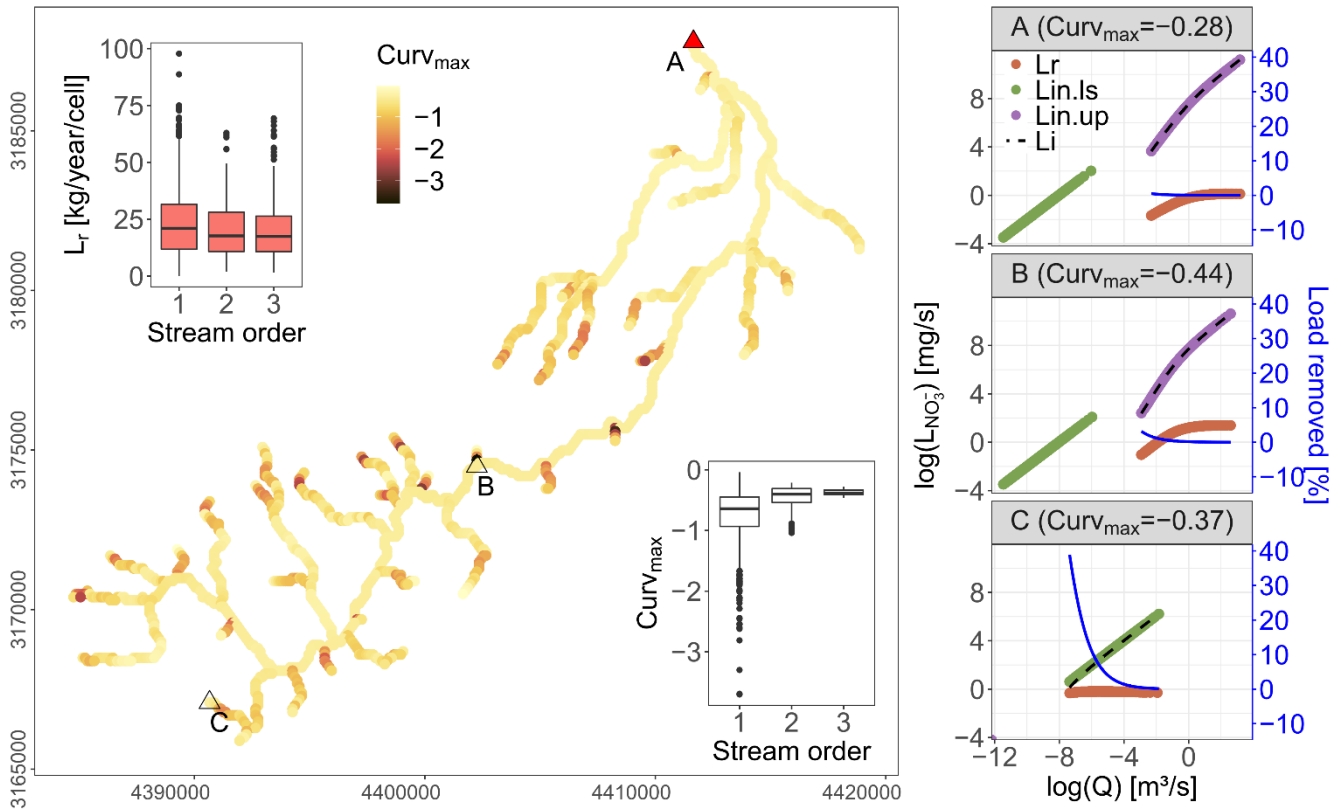 3185000
3180000
3175000
3170000
3165000
4390000
4400000
4410000
4420000
Lᵣ [kg/year/cell]
100
75
50
25
0
1 2 3
Stream order
Curvₘₐₓ
−1
−2
−3
A
B
C
Curvₘₐₓ
0
−1
−2
−3
1 2 3
Stream order
A (Curvₘₐₓ=−0.28)
Lr
Lin.ls
Lin.up
Li
8
4
0
−4
40
30
20
10
0
−10
B (Curvₘₐₓ=−0.44)
8
4
0
−4
40
30
20
10
0
−10
C (Curvₘₐₓ=−0.37)
8
4
0
−4
40
30
20
10
0
−10
−12 −8 −4 0
log(L_NO₃⁻) [mg/s]
Load removed [%]
log(Q) [m³/s]